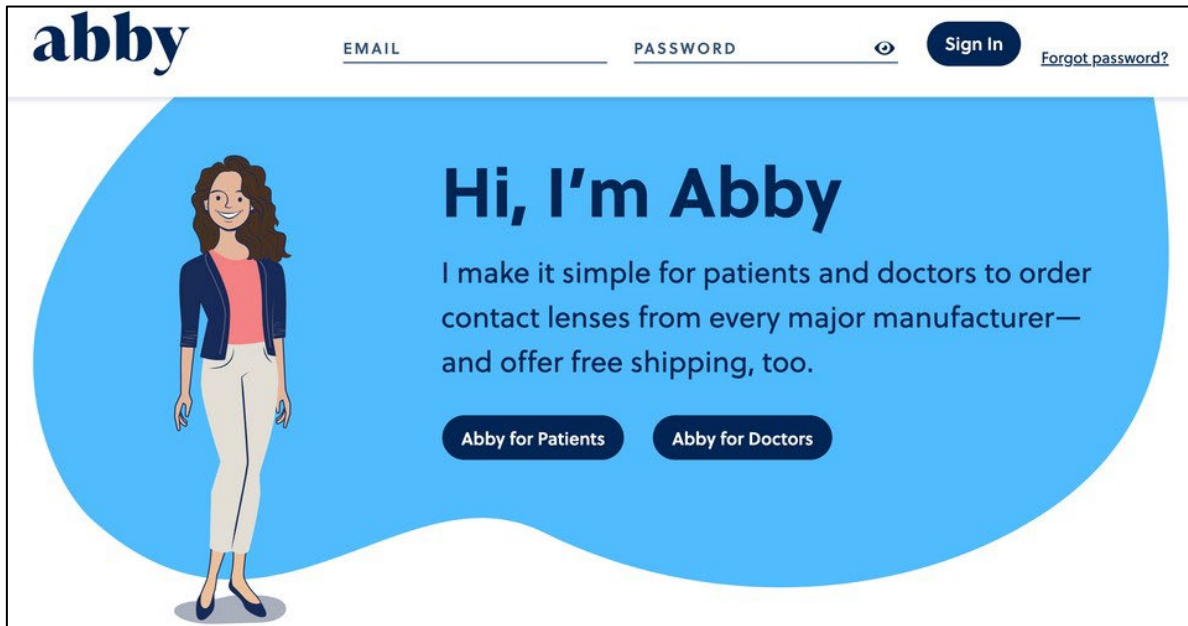 abby
EMAIL
PASSWORD
Sign In
Forgot password?
Hi, I’m Abby
I make it simple for patients and doctors to order
contact lenses from every major manufacturer—
and offer free shipping, too.
Abby for Patients
Abby for Doctors